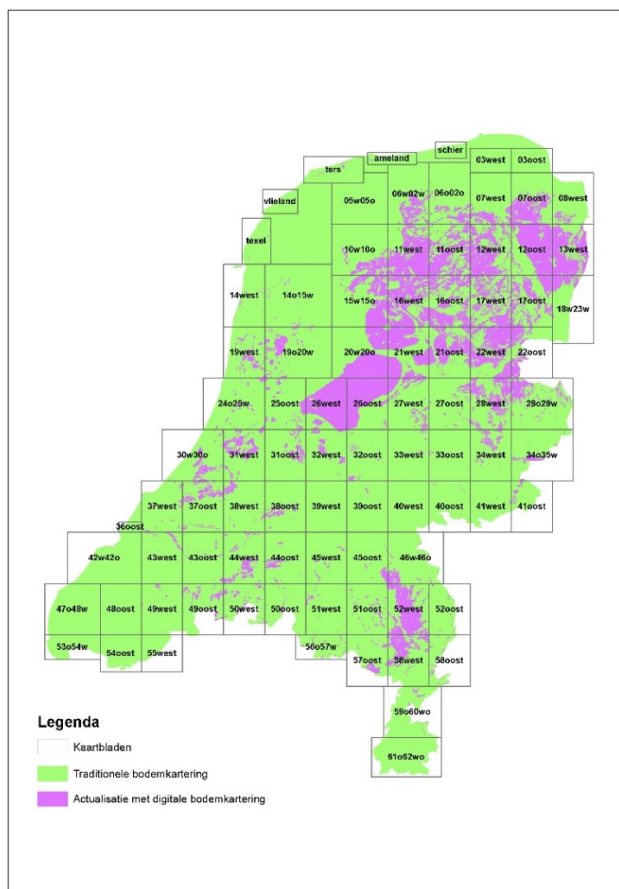 schier
ameland
03west 03oost
ters
06w02w 06o02o
05w05o 07west 07oost 08west
vlieland
texel
10w10o 11west 11oost 12west 12oost 13west
14west 14o15w 15w15o 16west 16oost 17west 17oost
18w23w
19west 19o20w 20w20o 21west 21oost 22west 22oost
24o25w 25oost 26west 26oost 27west 27oost 28west 28o29w
30w30o 31west 31oost 32west 32oost 33west 33oost 34west 34o35w
37west 37oost 38west 38oost 39west 39oost 40west 40oost 41west 41oost
36oost
42w42o 43west 43oost 44west 44oost 45west 45oost 46w46o
47o48w 48oost 49west 49oost 50west 50oost 51west 51oost 52west 52oost
53o54w 54oost 55west 56o57w 57oost 58west 58oost
59o60wo
61o62wo
Legenda
Kaartbladen
Traditionele bodemkartering
Actualisatie met digitale bodemkartering